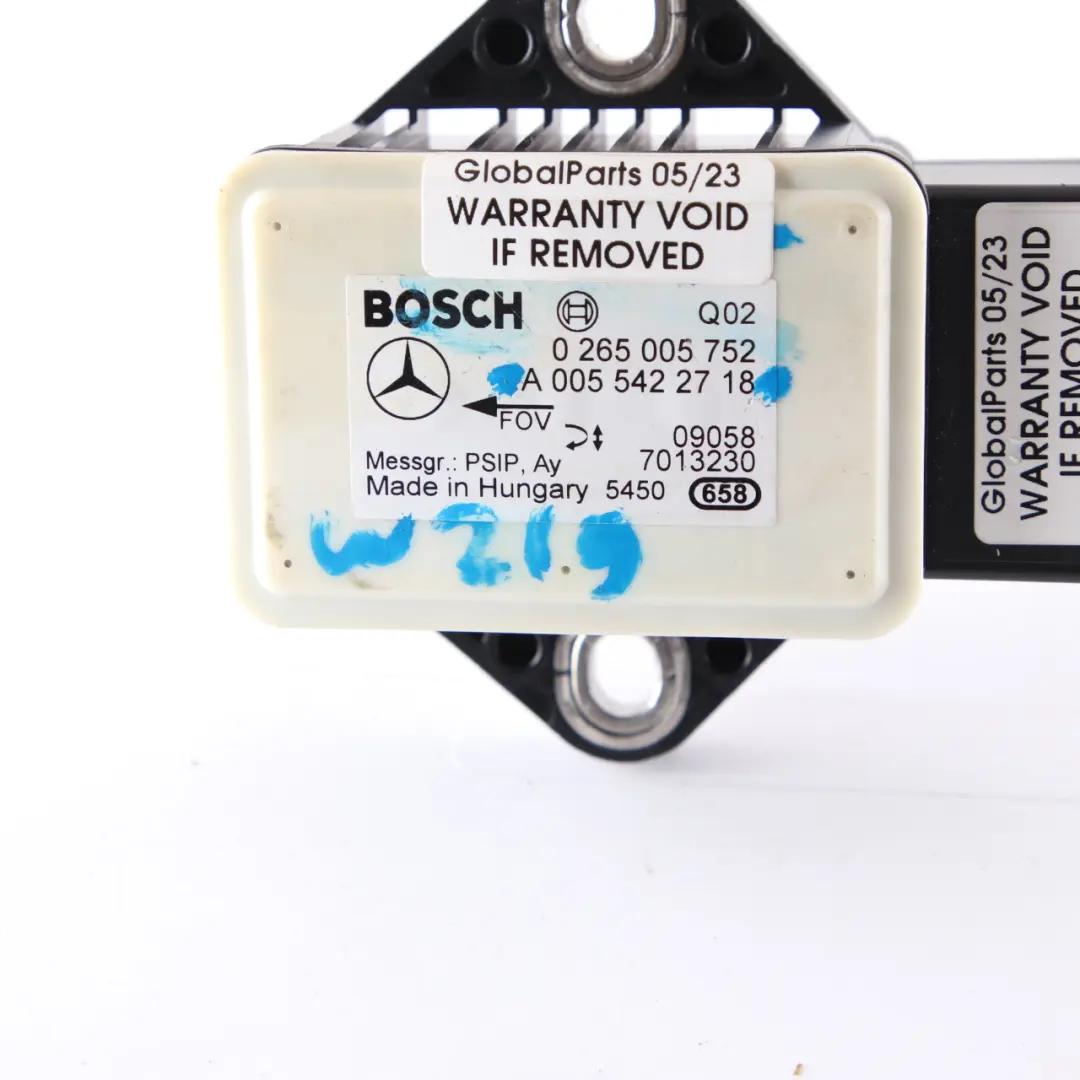 GlobalParts 05/23
WARRANTY VOID
IF REMOVED
BOSCH Q02
0 265 005 752
A 005 542 27 18
FOV
09058
Messgr.: PSIP, Ay 7013230
Made in Hungary 5450 658
W219
GlobalParts 05/23
WARRANTY VOID
IF REMOVED